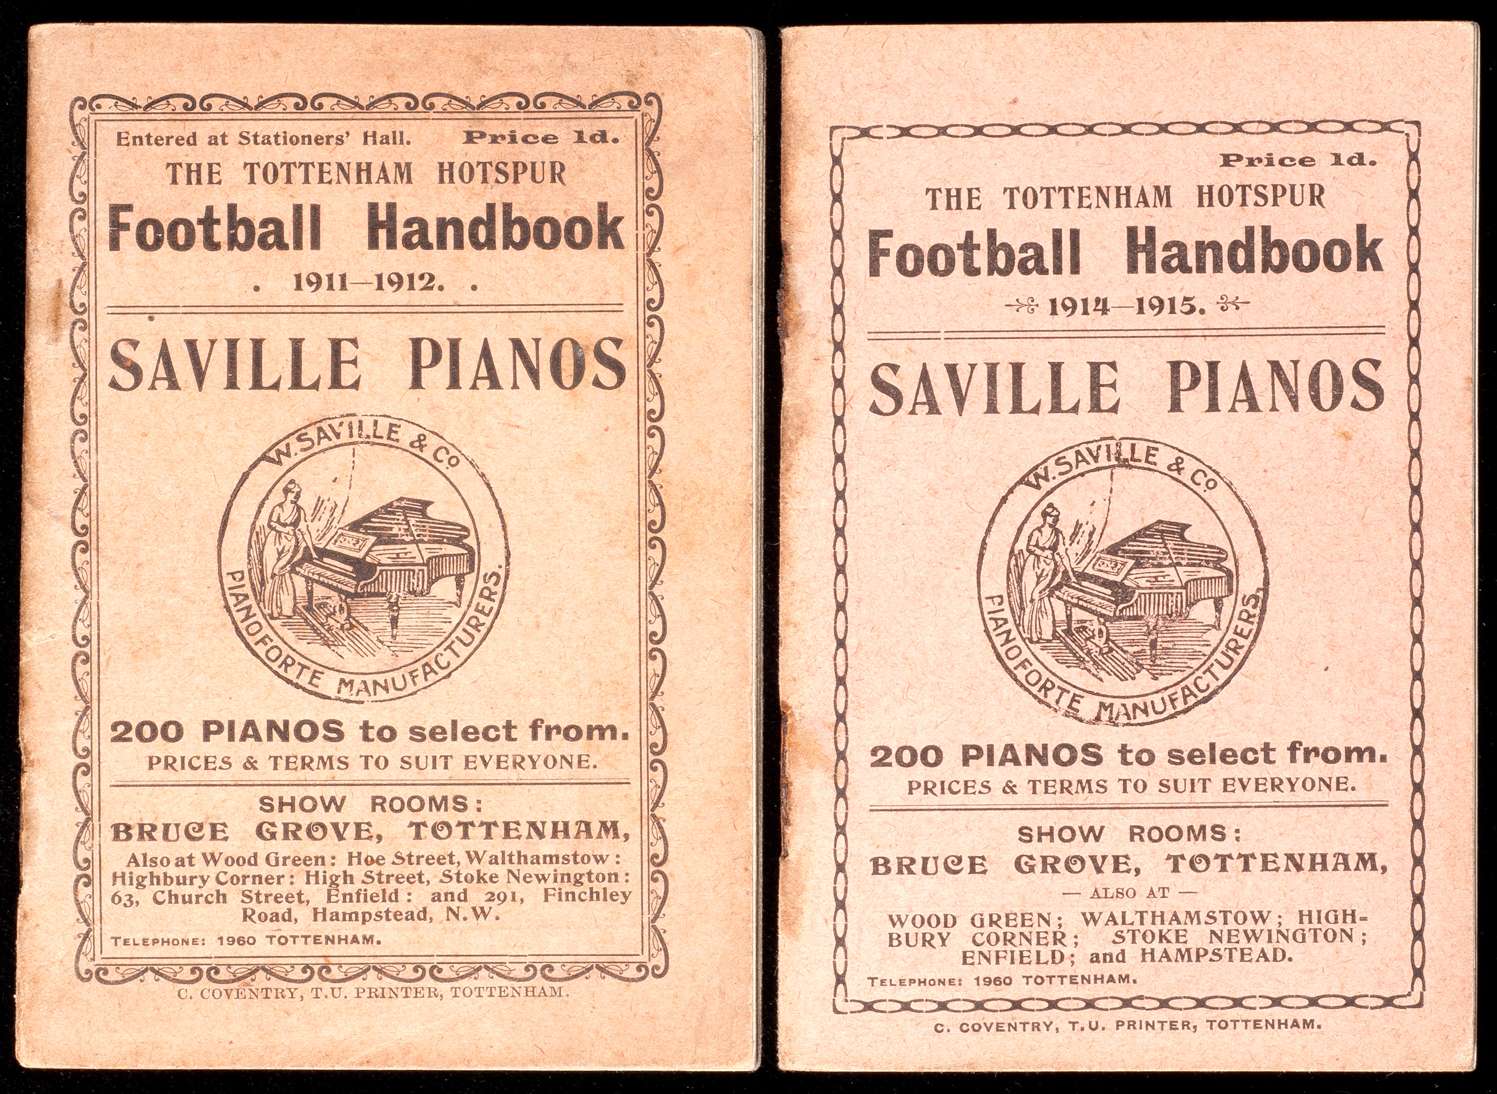 Entered at Stationers' Hall. Price 1d.
THE TOTTENHAM HOTSPUR
Football Handbook
. 1911—1912. .
SAVILLE PIANOS
W. SAVILLE & Co
PIANOFORTE MANUFACTURERS.
200 PIANOS to select from.
PRICES & TERMS TO SUIT EVERYONE.
SHOW ROOMS:
BRUCE GROVE, TOTTENHAM,
Also at Wood Green: Hoe Street, Walthamstow:
Highbury Corner: High Street, Stoke Newington:
63, Church Street, Enfield: and 291, Finchley
Road, Hampstead, N.W.
TELEPHONE: 1960 TOTTENHAM.
C. COVENTRY, T.U. PRINTER, TOTTENHAM.
Price 1d.
THE TOTTENHAM HOTSPUR
Football Handbook
1914—1915.
SAVILLE PIANOS
W. SAVILLE & Co
PIANOFORTE MANUFACTURERS.
200 PIANOS to select from.
PRICES & TERMS TO SUIT EVERYONE.
SHOW ROOMS:
BRUCE GROVE, TOTTENHAM,
— ALSO AT —
WOOD GREEN; WALTHAMSTOW; HIGH-
BURY CORNER; STOKE NEWINGTON;
ENFIELD; and HAMPSTEAD.
TELEPHONE: 1960 TOTTENHAM.
C. COVENTRY, T.U. PRINTER, TOTTENHAM.